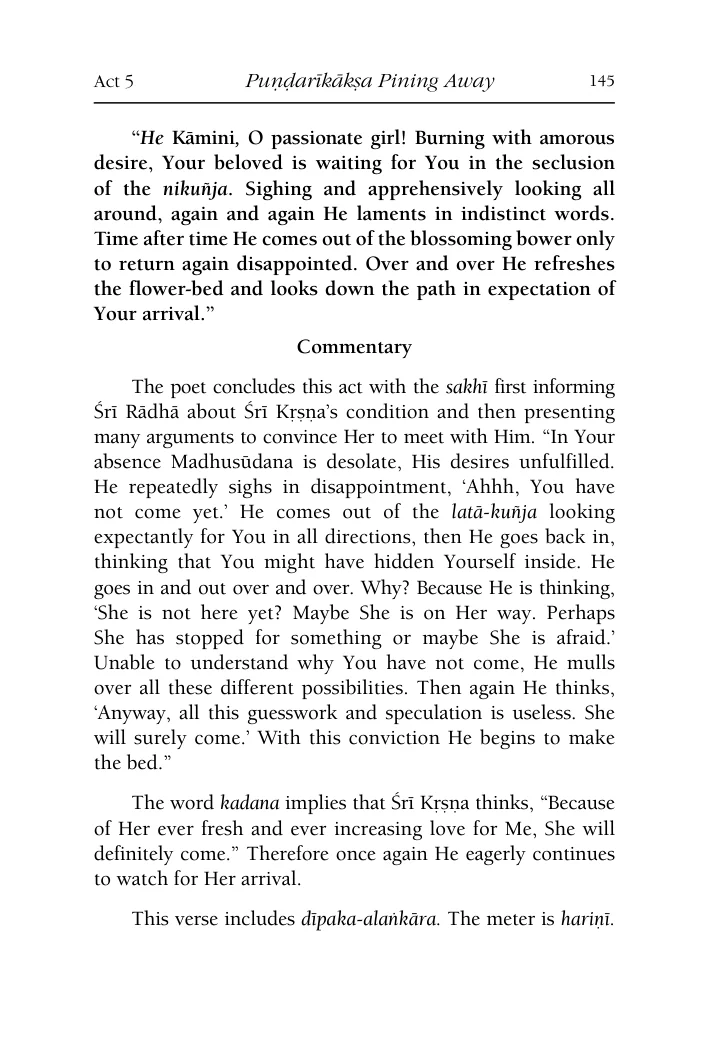 Act 5 Puṇḍarīkākṣa Pining Away 145
“He Kāmini, O passionate girl! Burning with amorous
desire, Your beloved is waiting for You in the seclusion
of the nikuñja. Sighing and apprehensively looking all
around, again and again He laments in indistinct words.
Time after time He comes out of the blossoming bower only
to return again disappointed. Over and over He refreshes
the flower-bed and looks down the path in expectation of
Your arrival.”
Commentary
The poet concludes this act with the sakhī first informing
Śrī Rādhā about Śrī Kṛṣṇa’s condition and then presenting
many arguments to convince Her to meet with Him. “In Your
absence Madhusūdana is desolate, His desires unfulfilled.
He repeatedly sighs in disappointment, ‘Ahhh, You have
not come yet.’ He comes out of the latā-kuñja looking
expectantly for You in all directions, then He goes back in,
thinking that You might have hidden Yourself inside. He
goes in and out over and over. Why? Because He is thinking,
‘She is not here yet? Maybe She is on Her way. Perhaps
She has stopped for something or maybe She is afraid.’
Unable to understand why You have not come, He mulls
over all these different possibilities. Then again He thinks,
‘Anyway, all this guesswork and speculation is useless. She
will surely come.’ With this conviction He begins to make
the bed.”
The word kadana implies that Śrī Kṛṣṇa thinks, “Because
of Her ever fresh and ever increasing love for Me, She will
definitely come.” Therefore once again He eagerly continues
to watch for Her arrival.
This verse includes dīpaka-alaṅkāra. The meter is hariṇī.